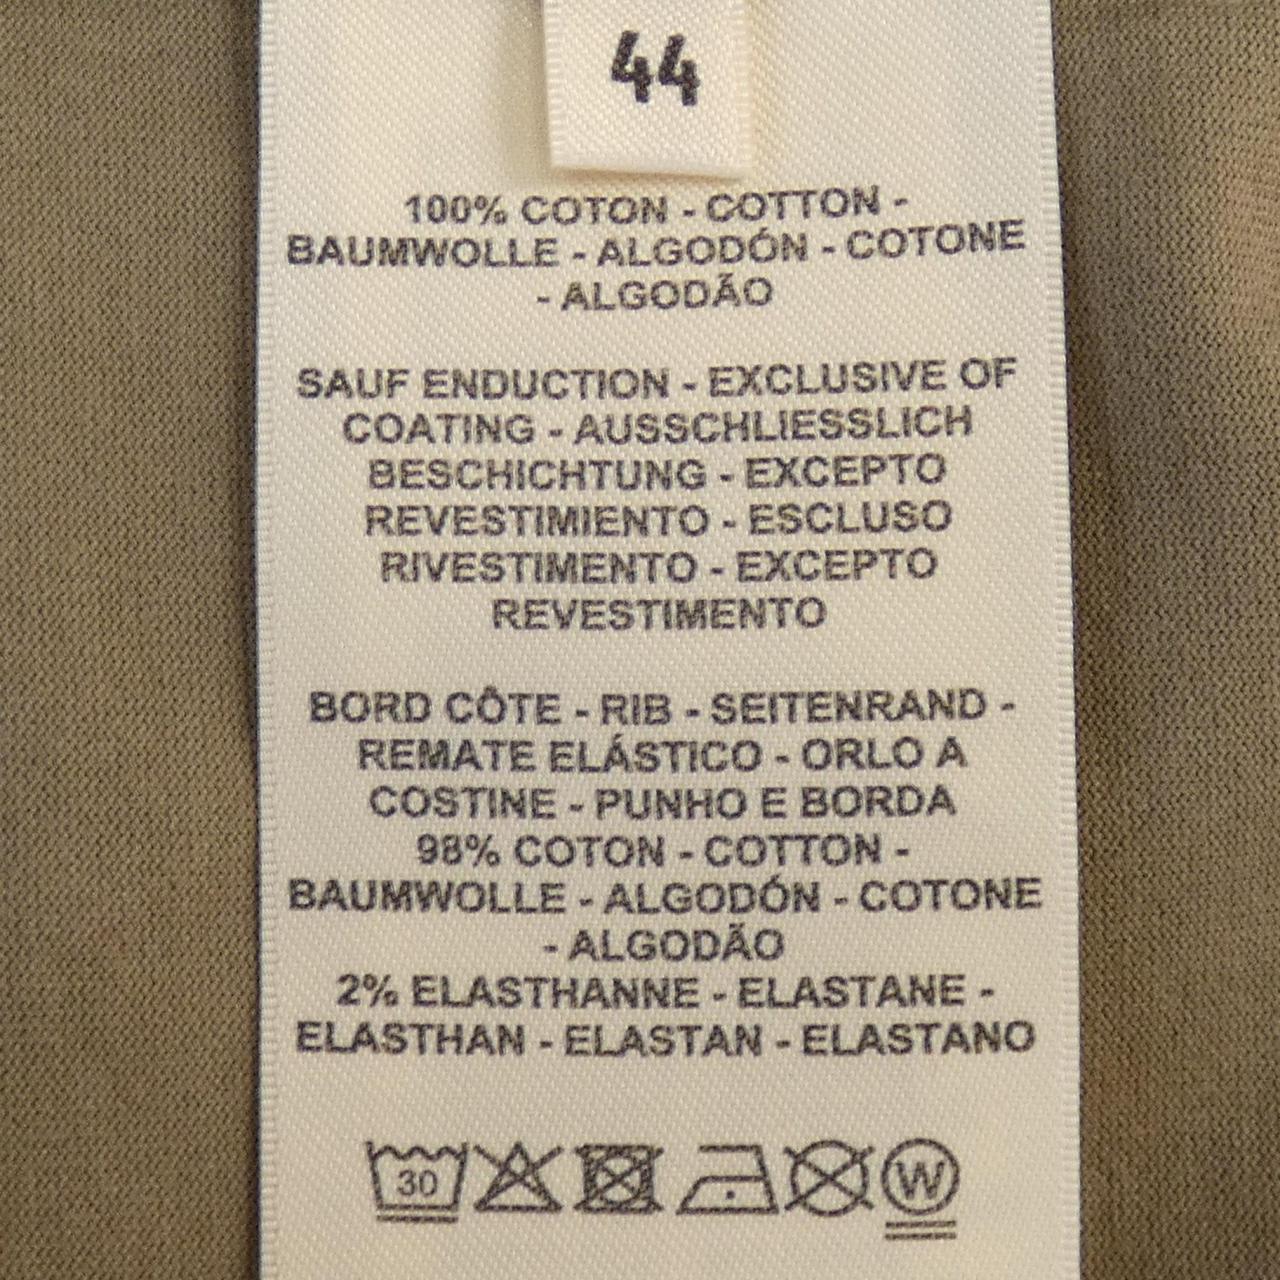 44
100% COTON - COTTON -
BAUMWOLLE - ALGODÓN - COTONE
- ALGODÃO
SAUF ENDUCTION - EXCLUSIVE OF
COATING - AUSSCHLIESSLICH
BESCHICHTUNG - EXCEPTO
REVESTIMIENTO - ESCLUSO
RIVESTIMENTO - EXCEPTO
REVESTIMENTO
BORD CÔTE - RIB - SEITENRAND -
REMATE ELÁSTICO - ORLO A
COSTINE - PUNHO E BORDA
98% COTON - COTTON -
BAUMWOLLE - ALGODÓN - COTONE
- ALGODÃO
2% ELASTHANNE - ELASTANE -
ELASTHAN - ELASTAN - ELASTANO
30 W